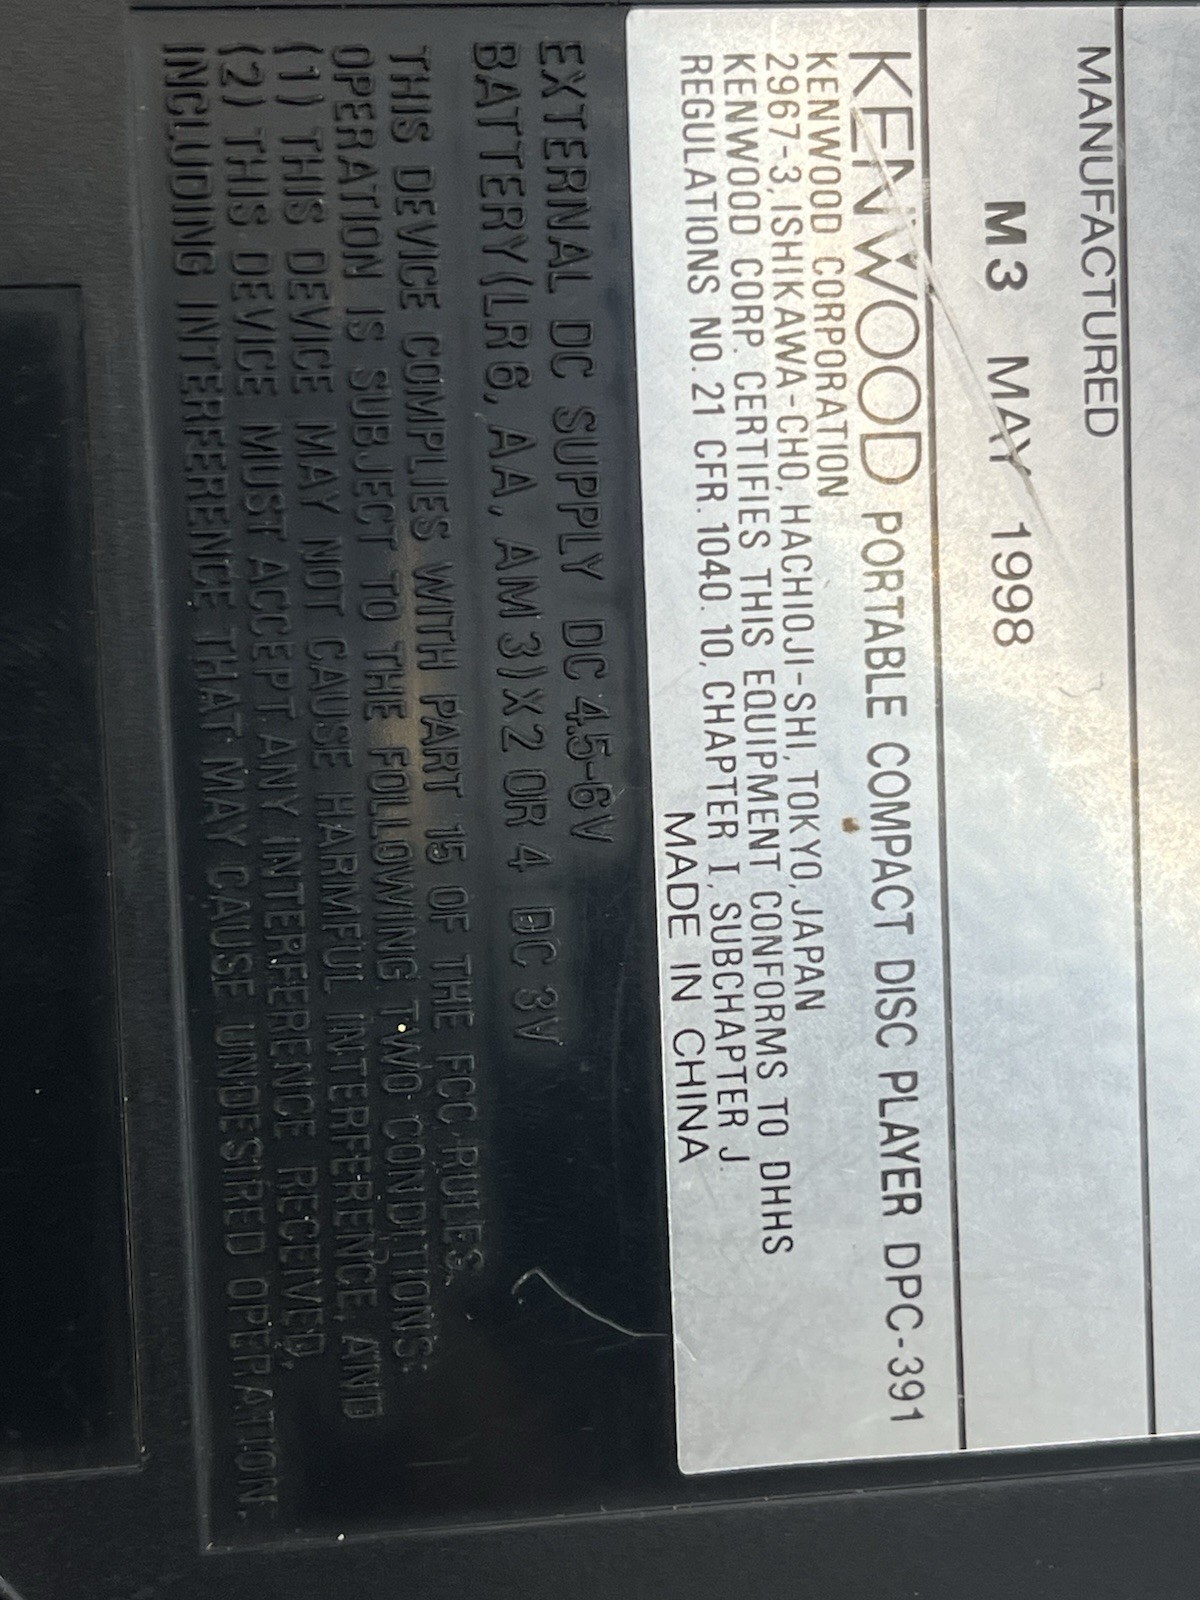 MANUFACTURED
M3 MAY 1998
KENWOOD PORTABLE COMPACT DISC PLAYER DPC-391
KENWOOD CORPORATION
2967-3, ISHIKAWA-CHO, HACHIOJI-SHI, TOKYO, JAPAN
KENWOOD CORP. CERTIFIES THIS EQUIPMENT CONFORMS TO DHHS
REGULATIONS NO. 21 CFR. 1040. 10, CHAPTER I, SUBCHAPTER J.
MADE IN CHINA
EXTERNAL DC SUPPLY DC 4.5-6V
BATTERY(LR6, AA, AM3)X2 OR 4 DC 3V
THIS DEVICE COMPLIES WITH PART 15 OF THE FCC RULES.
OPERATION IS SUBJECT TO THE FOLLOWING TWO CONDITIONS:
(1) THIS DEVICE MAY NOT CAUSE HARMFUL INTERFERENCE, AND
(2) THIS DEVICE MUST ACCEPT ANY INTERFERENCE RECEIVED,
INCLUDING INTERFERENCE THAT MAY CAUSE UNDESIRED OPERATION.